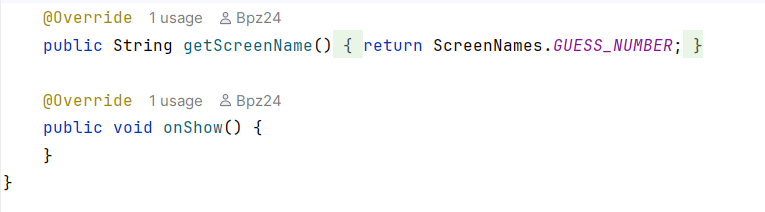 @Override 1 usage Bpz24
public String getScreenName() { return ScreenNames.GUESS_NUMBER; }
@Override 1 usage Bpz24
public void onShow() {
}
}